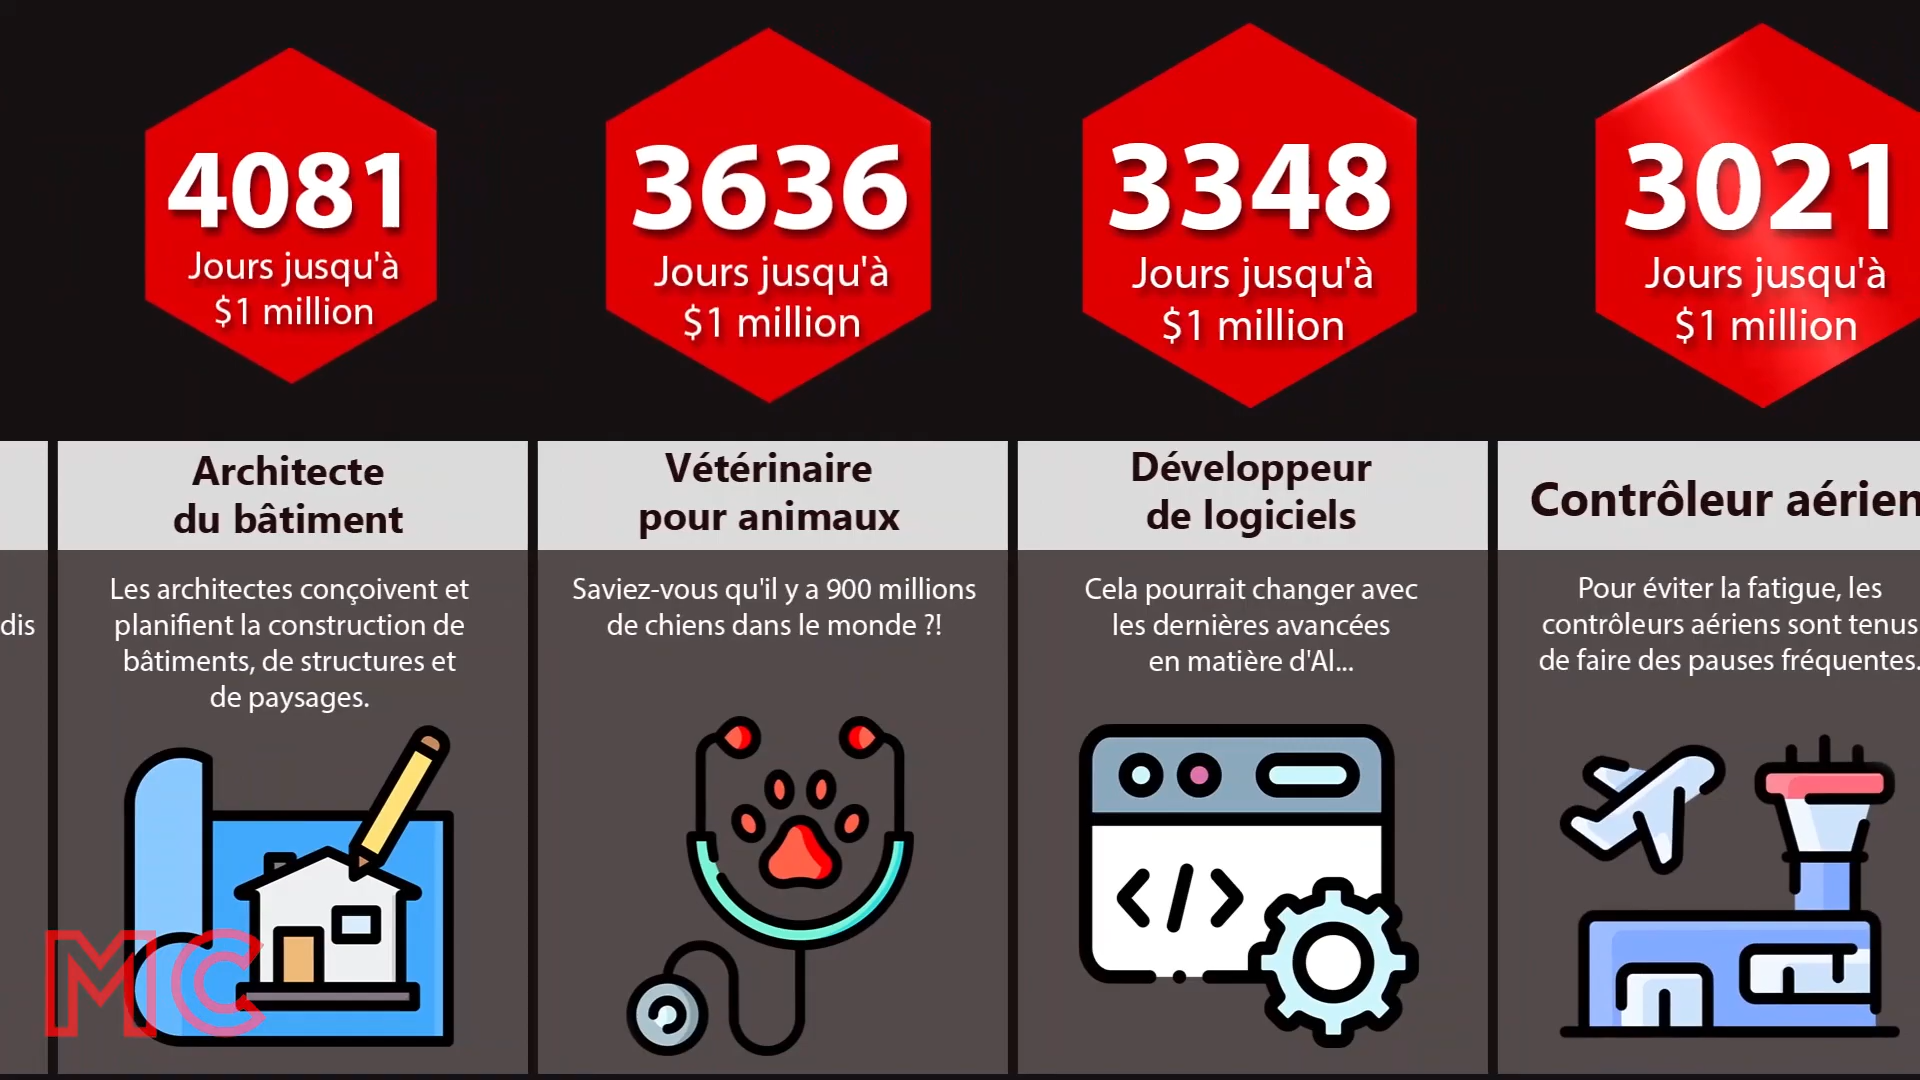 4081
Jours jusqu'à
$1 million
3636
Jours jusqu'à
$1 million
3348
Jours jusqu'à
$1 million
3021
Jours jusqu'à
$1 million
Architecte
du bâtiment
Vétérinaire
pour animaux
Développeur
de logiciels
Contrôleur aérien
dis
Les architectes conçoivent et
planifient la construction de
bâtiments, de structures et
de paysages.
Saviez-vous qu'il y a 900 millions
de chiens dans le monde ?!
Cela pourrait changer avec
les dernières avancées
en matière d'AI...
Pour éviter la fatigue, les
contrôleurs aériens sont tenus
de faire des pauses fréquentes.
</>
MC